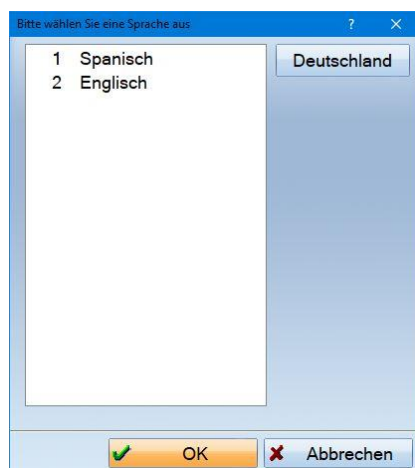 Bitte wählen Sie eine Sprache aus ? X
1 Spanisch
2 Englisch
Deutschland
OK
Abbrechen